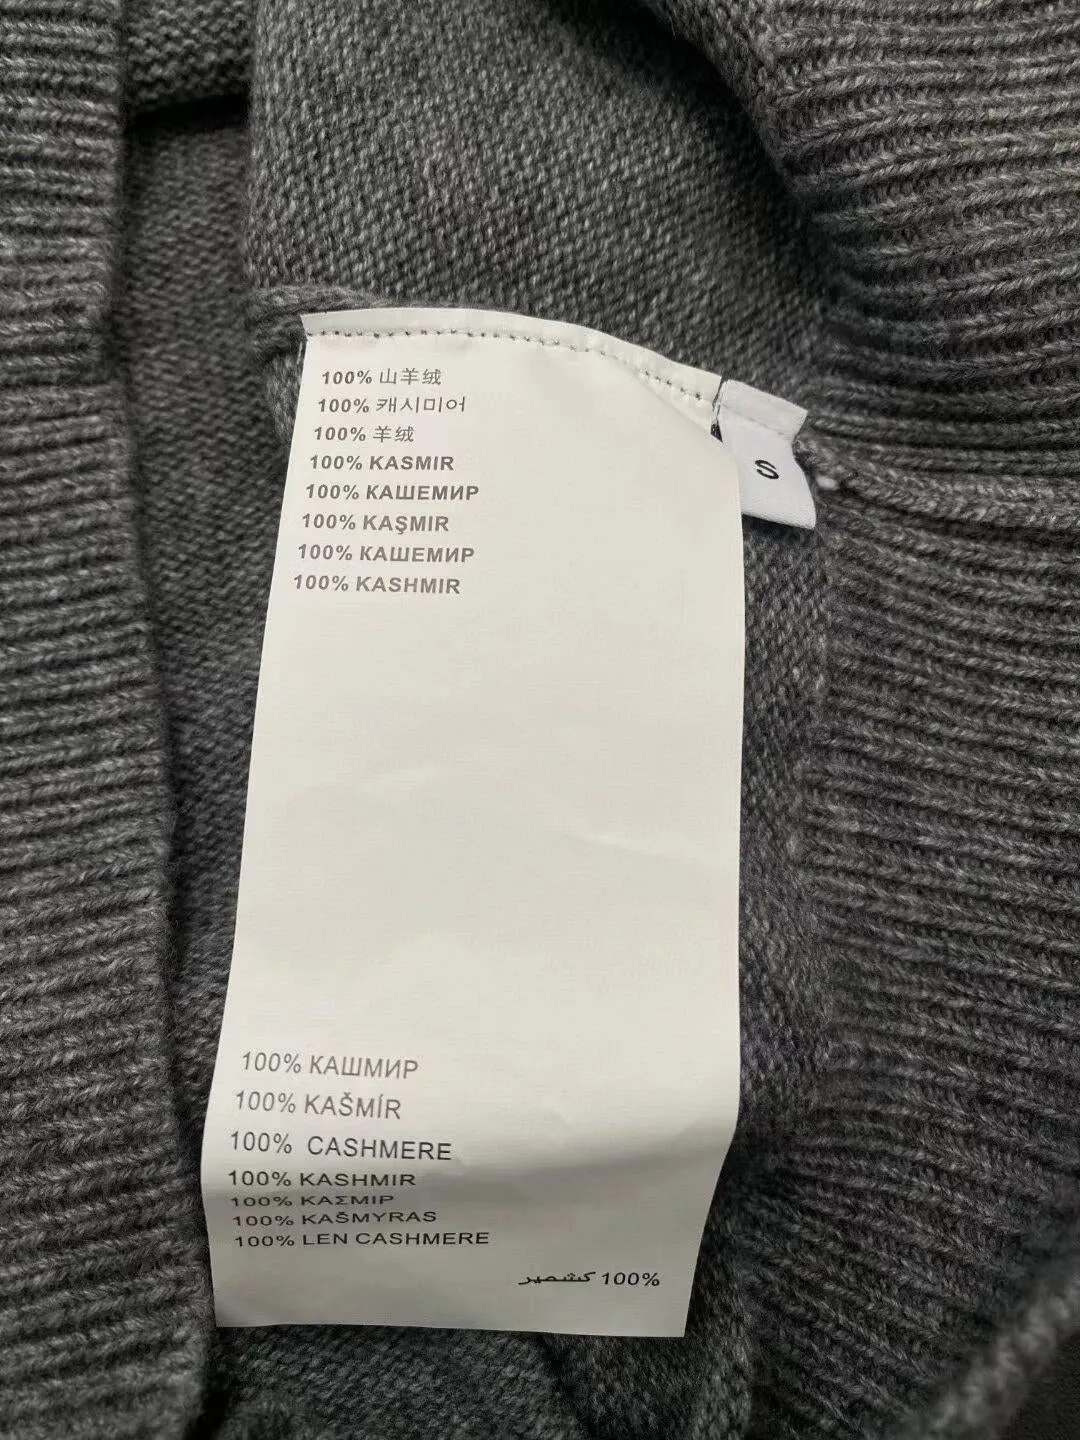 100% 山羊绒
100% 캐시미어
100% 羊绒
100% KASMIR
100% КАШЕМИР
100% KAŞMIR
100% КАШЕМИР
100% KASHMIR
S
100% КАШМИР
100% KAŠMÍR
100% CASHMERE
100% KASHMIR
100% ΚΑΣΜΙΡ
100% KAŠMYRAS
100% LEN CASHMERE
100% كشمير